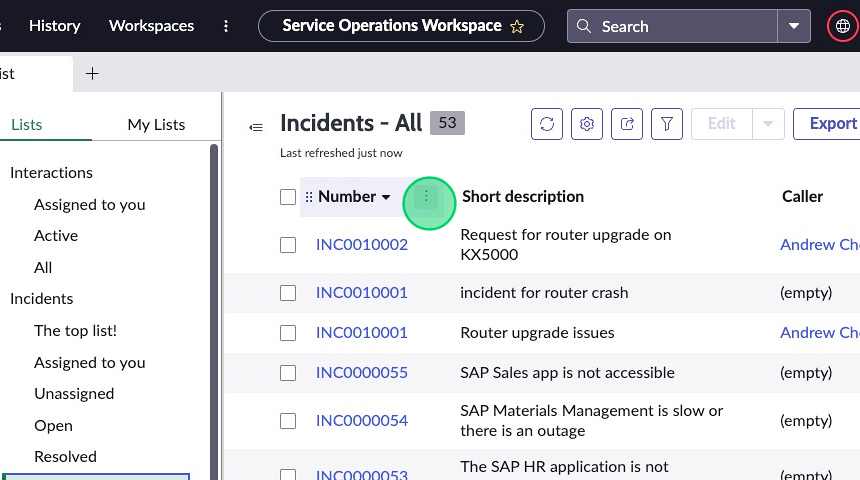 History Workspaces Service Operations Workspace Search
ist
Lists My Lists
Interactions
Assigned to you
Active
All
Incidents
The top list!
Assigned to you
Unassigned
Open
Resolved
Incidents - All 53
Last refreshed just now
Edit Export
Number Short description Caller
INC0010002 Request for router upgrade on
KX5000 Andrew Ch
INC0010001 incident for router crash (empty)
INC0010001 Router upgrade issues Andrew Ch
INC0000055 SAP Sales app is not accessible (empty)
INC0000054 SAP Materials Management is slow or
there is an outage (empty)
INC0000053 The SAP HR application is not
(empty)